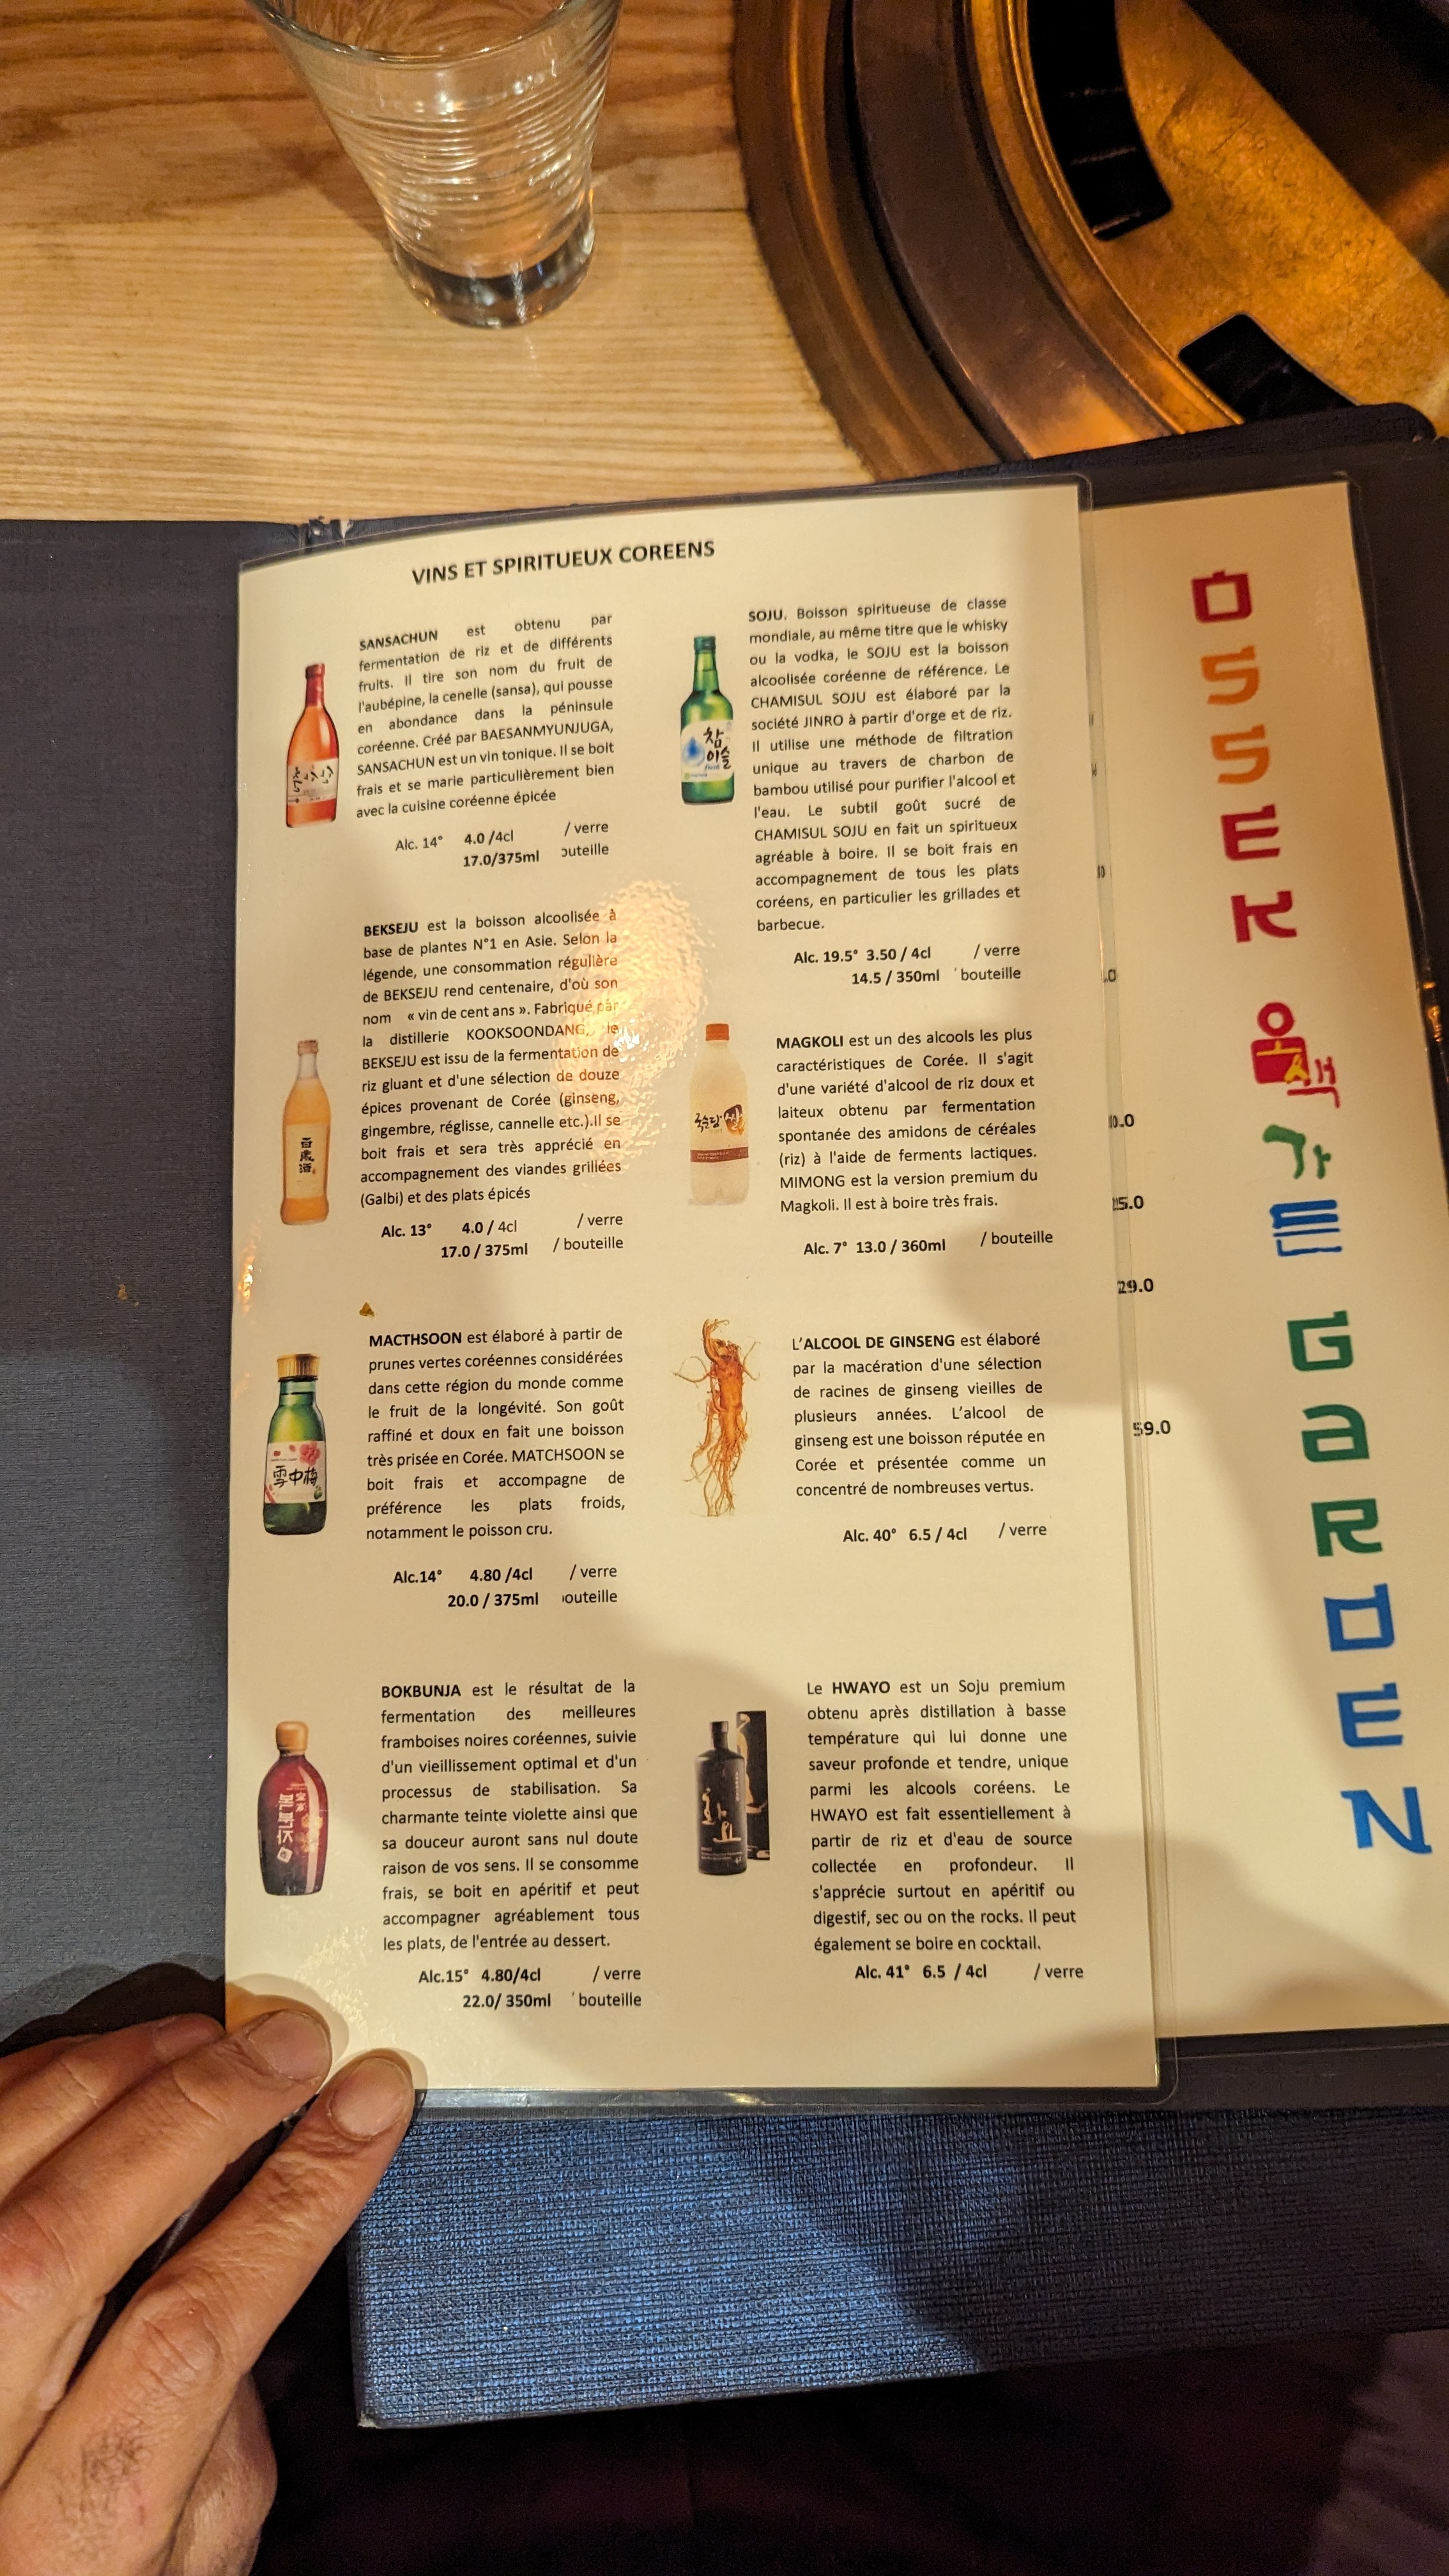 VINS ET SPIRITUEUX COREENS
SANSACHUN est obtenu par
fermentation de riz et de différents
fruits. Il tire son nom du fruit de
l'aubépine, la cenelle (sansa), qui pousse
en abondance dans la péninsule
coréenne. Créé par BAESANMYUNJUGA,
SANSACHUN est un vin tonique. Il se boit
frais et se marie particulièrement bien
avec la cuisine coréenne épicée
Alc. 14° 4.0 /4cl / verre
17.0/375ml outeille
BEKSEJU est la boisson alcoolisée à
base de plantes N°1 en Asie. Selon la
légende, une consommation régulière
de BEKSEJU rend centenaire, d'où son
nom « vin de cent ans ». Fabriqué par
la distillerie KOOKSOONDANG, le
BEKSEJU est issu de la fermentation de
riz gluant et d'une sélection de douze
épices provenant de Corée (ginseng,
gingembre, réglisse, cannelle etc.).Il se
boit frais et sera très apprécié en
accompagnement des viandes grillées
(Galbi) et des plats épicés
Alc. 13° 4.0 / 4cl / verre
17.0 / 375ml / bouteille
百歲酒
MACTHSOON est élaboré à partir de
prunes vertes coréennes considérées
dans cette région du monde comme
le fruit de la longévité. Son goût
raffiné et doux en fait une boisson
très prisée en Corée. MATCHSOON se
boit frais et accompagne de
préférence les plats froids,
notamment le poisson cru.
Alc.14° 4.80 /4cl / verre
20.0 / 375ml outeille
雪中梅
BOKBUNJA est le résultat de la
fermentation des meilleures
framboises noires coréennes, suivie
d'un vieillissement optimal et d'un
processus de stabilisation. Sa
charmante teinte violette ainsi que
sa douceur auront sans nul doute
raison de vos sens. Il se consomme
frais, se boit en apéritif et peut
accompagner agréablement tous
les plats, de l'entrée au dessert.
Alc.15° 4.80/4cl / verre
22.0/ 350ml bouteille
SOJU. Boisson spiritueuse de classe
mondiale, au même titre que le whisky
ou la vodka, le SOJU est la boisson
alcoolisée coréenne de référence. Le
CHAMISUL SOJU est élaboré par la
société JINRO à partir d'orge et de riz.
Il utilise une méthode de filtration
unique au travers de charbon de
bambou utilisé pour purifier l'alcool et
l'eau. Le subtil goût sucré de
CHAMISUL SOJU en fait un spiritueux
agréable à boire. Il se boit frais en
accompagnement de tous les plats
coréens, en particulier les grillades et
barbecue.
Alc. 19.5° 3.50 / 4cl / verre
14.5 / 350ml bouteille
참
이슬
MAGKOLI est un des alcools les plus
caractéristiques de Corée. Il s'agit
d'une variété d'alcool de riz doux et
laiteux obtenu par fermentation
spontanée des amidons de céréales
(riz) à l'aide de ferments lactiques.
MIMONG est la version premium du
Magkoli. Il est à boire très frais.
Alc. 7° 13.0 / 360ml / bouteille
국순당 쌀
L'ALCOOL DE GINSENG est élaboré
par la macération d'une sélection
de racines de ginseng vieilles de
plusieurs années. L'alcool de
ginseng est une boisson réputée en
Corée et présentée comme un
concentré de nombreuses vertus.
Alc. 40° 6.5 / 4cl / verre
Le HWAYO est un Soju premium
obtenu après distillation à basse
température qui lui donne une
saveur profonde et tendre, unique
parmi les alcools coréens. Le
HWAYO est fait essentiellement à
partir de riz et d'eau de source
collectée en profondeur. Il
s'apprécie surtout en apéritif ou
digestif, sec ou on the rocks. Il peut
également se boire en cocktail.
Alc. 41° 6.5 / 4cl / verre
화요
29.0
59.0
OSSEK 오색 가든 GARDEN